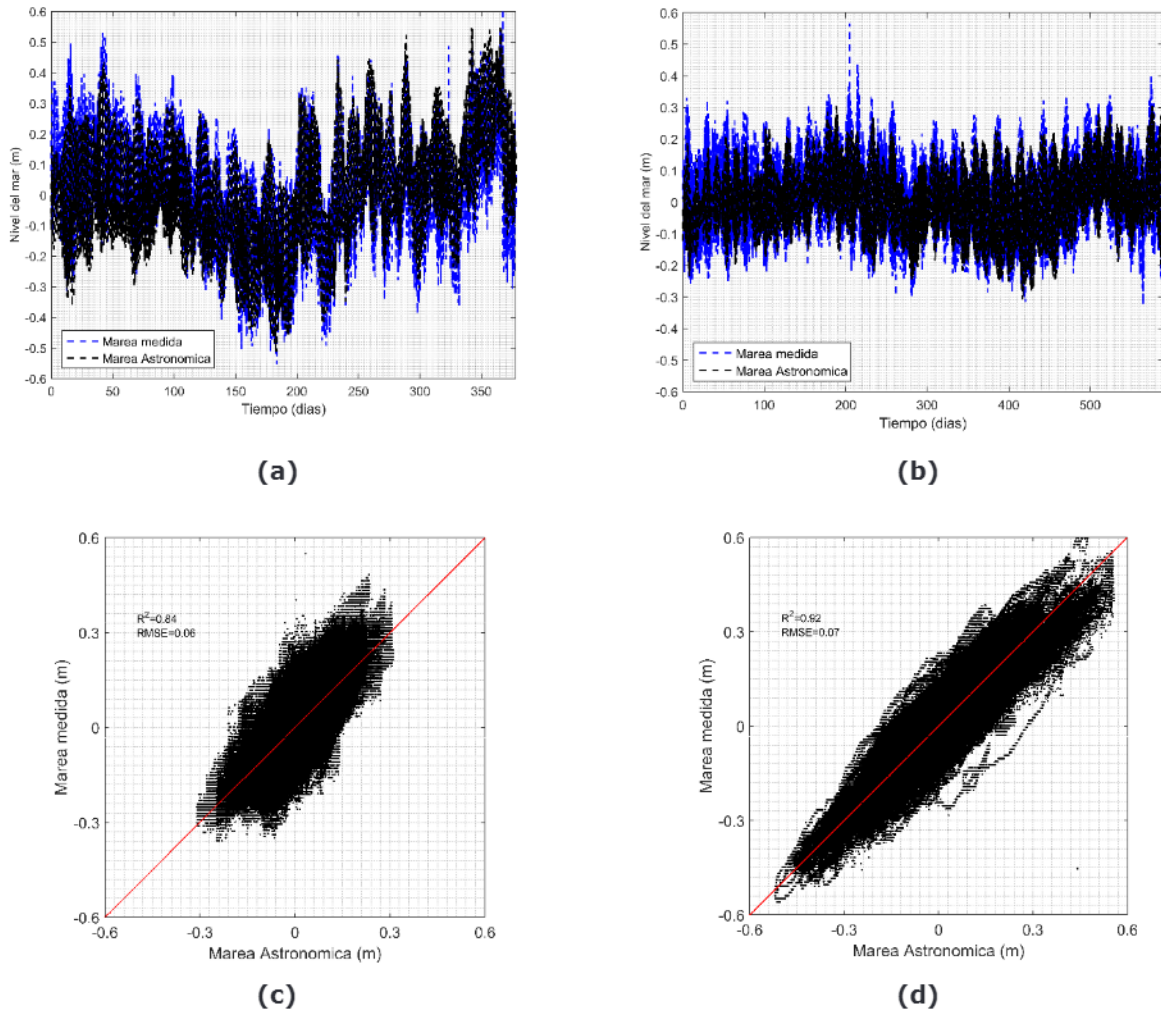 0.6
0.5
0.4
0.3
0.2
0.1
0
-0.1
-0.2
-0.3
-0.4
-0.5
-0.6
Nivel del mar (m)
Marea medida
Marea Astronomica
0 50 100 150 200 250 300 350
Tiempo (dias)
(a)
0.6
0.5
0.4
0.3
0.2
0.1
0
-0.1
-0.2
-0.3
-0.4
-0.5
-0.6
Nivel del mar (m)
Marea medida
Marea Astronomica
0 100 200 300 400 500
Tiempo (dias)
(b)
0.6
0.3
0
-0.3
-0.6
Marea medida (m)
R²=0.84
RMSE=0.06
-0.6 -0.3 0 0.3 0.6
Marea Astronomica (m)
(c)
0.6
0.3
0
-0.3
-0.6
Marea medida (m)
R²=0.92
RMSE=0.07
-0.6 -0.3 0 0.3 0.6
Marea Astronomica (m)
(d)